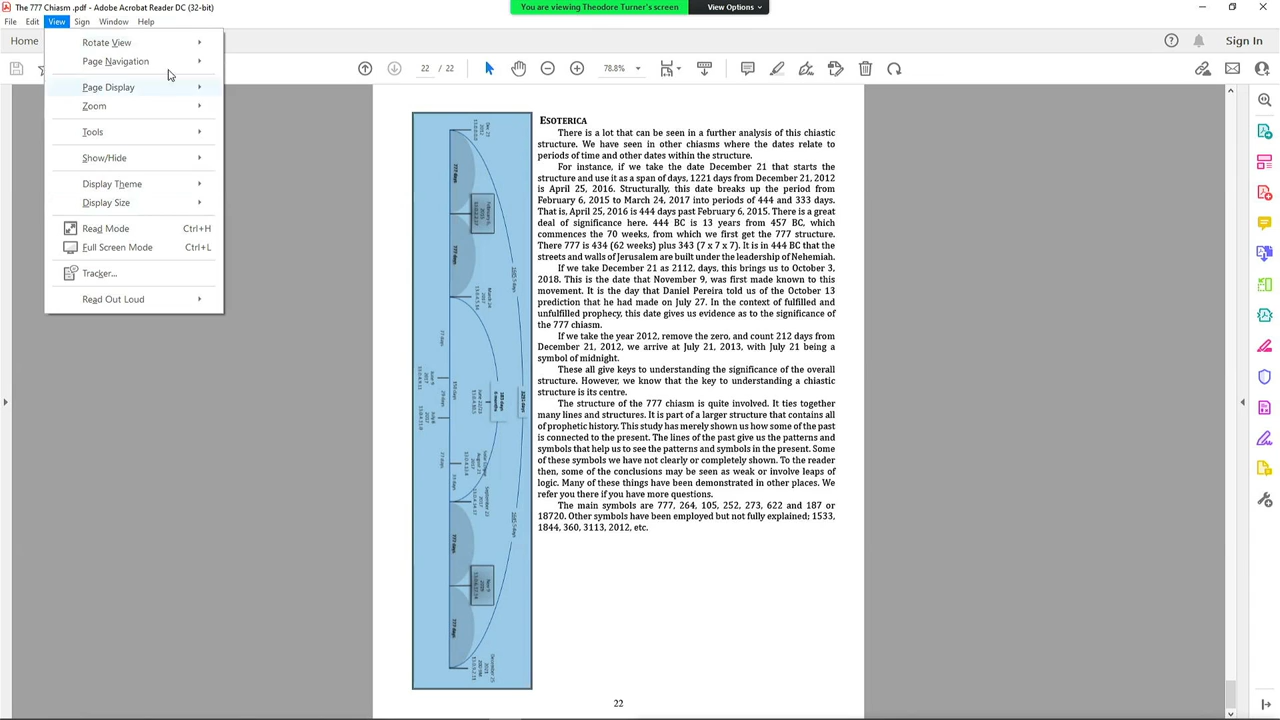 The 777 Chiasm .pdf - Adobe Acrobat Reader DC (32-bit)
You are viewing Theodore Turner's screen
View Options
File Edit View Sign Window Help
Home
Sign In
22 / 22
78.8%
Rotate View
Page Navigation
Page Display
Zoom
Tools
Show/Hide
Display Theme
Display Size
Read Mode Ctrl+H
Full Screen Mode Ctrl+L
Tracker...
Read Out Loud
ESOTERICA
There is a lot that can be seen in a further analysis of this chiastic
structure. We have seen in other chiasms where the dates relate to
periods of time and other dates within the structure.
For instance, if we take the date December 21 that starts the
structure and use it as a span of days, 1221 days from December 21, 2012
is April 25, 2016. Structurally, this date breaks up the period from
February 6, 2015 to March 24, 2017 into periods of 444 and 333 days.
That is, April 25, 2016 is 444 days past February 6, 2015. There is a great
deal of significance here. 444 BC is 13 years from 457 BC, which
commences the 70 weeks, from which we first get the 777 structure.
There 777 is 434 (62 weeks) plus 343 (7 x 7 x 7). It is in 444 BC that the
streets and walls of Jerusalem are built under the leadership of Nehemiah.
If we take December 21 as 2112, days, this brings us to October 3,
2018. This is the date that November 9, was first made known to this
movement. It is the day that Daniel Pereira told us of the October 13
prediction that he had made on July 27. In the context of fulfilled and
unfulfilled prophecy, this date gives us evidence as to the significance of
the 777 chiasm.
If we take the year 2012, remove the zero, and count 212 days from
December 21, 2012, we arrive at July 21, 2013, with July 21 being a
symbol of midnight.
These all give keys to understanding the significance of the overall
structure. However, we know that the key to understanding a chiastic
structure is its centre.
The structure of the 777 chiasm is quite involved. It ties together
many lines and structures. It is part of a larger structure that contains all
of prophetic history. This study has merely shown us how some of the past
is connected to the present. The lines of the past give us the patterns and
symbols that help us to see the patterns and symbols in the present. Some
of these symbols we have not clearly or completely shown. To the reader
then, some of the conclusions may be seen as weak or involve leaps of
logic. Many of these things have been demonstrated in other places. We
refer you there if you have more questions.
The main symbols are 777, 264, 105, 252, 273, 622 and 187 or
18720. Other symbols have been employed but not fully explained; 1533,
1844, 360, 3113, 2012, etc.
777 days
777 days
777 days
777 days
22